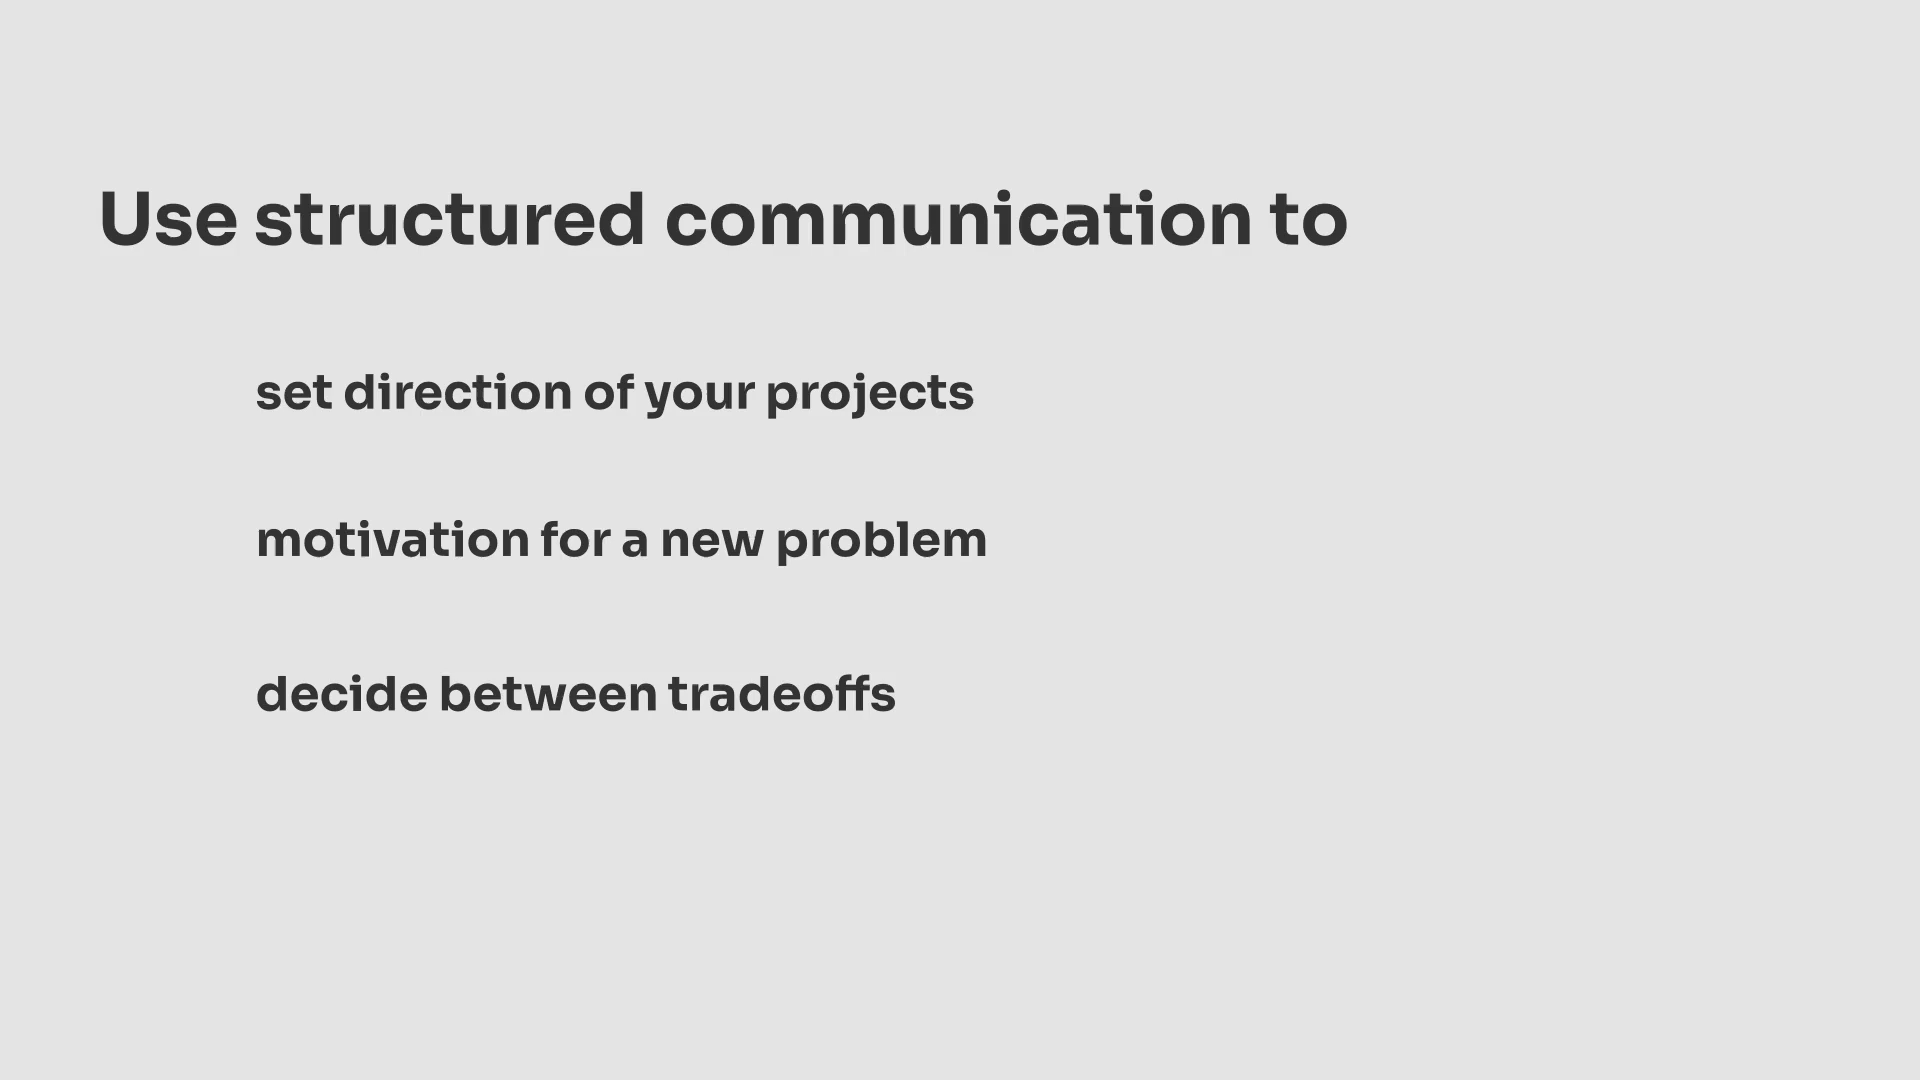 Use structured communication to
set direction of your projects
motivation for a new problem
decide between tradeoffs